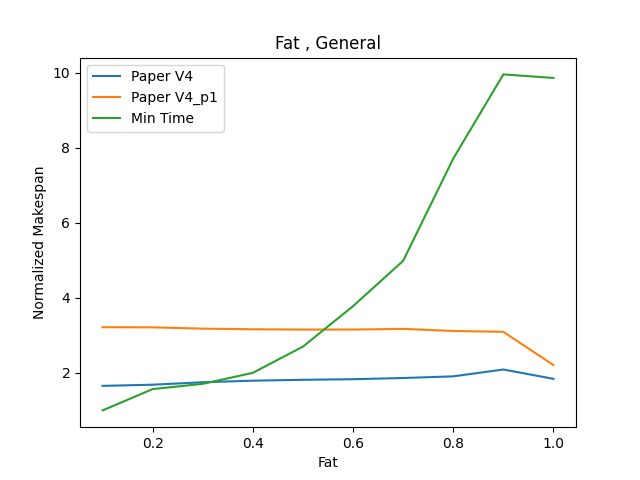 Fat , General
Paper V4
Paper V4_p1
Min Time
Normalized Makespan
10
8
6
4
2
0.2 0.4 0.6 0.8 1.0
Fat